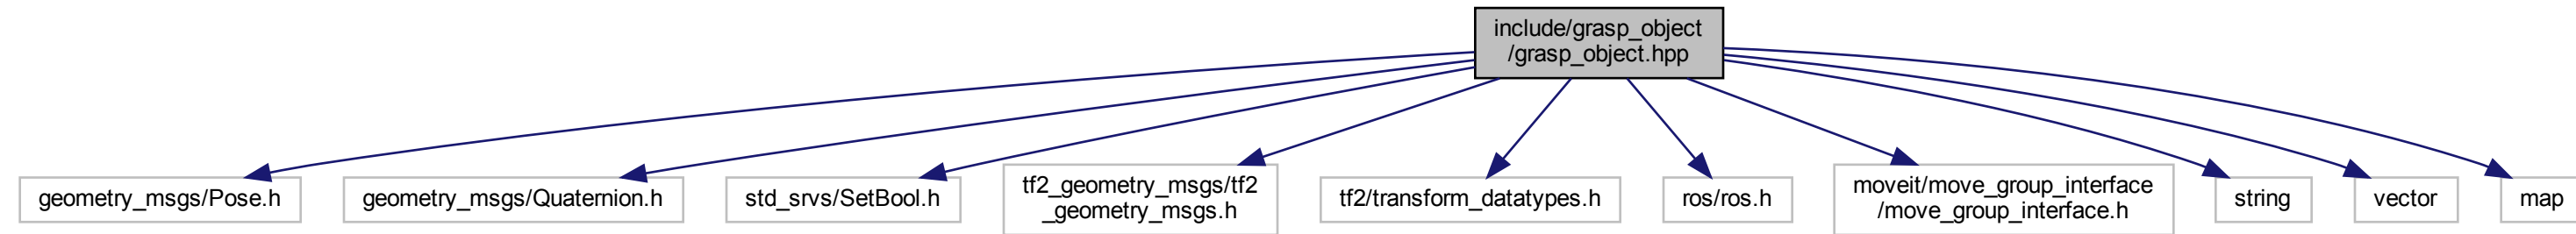 include/grasp_object
/grasp_object.hpp
geometry_msgs/Pose.h
geometry_msgs/Quaternion.h
std_srvs/SetBool.h
tf2_geometry_msgs/tf2
_geometry_msgs.h
tf2/transform_datatypes.h
ros/ros.h
moveit/move_group_interface
/move_group_interface.h
string
vector
map